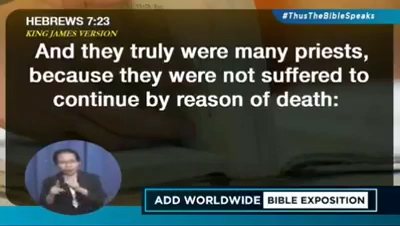 HEBREWS 7:23
#ThusTheBibleSpeaks
KING JAMES VERSION
And they truly were many priests,
because they were not suffered to
continue by reason of death:
ADD WORLDWIDE BIBLE EXPOSITION